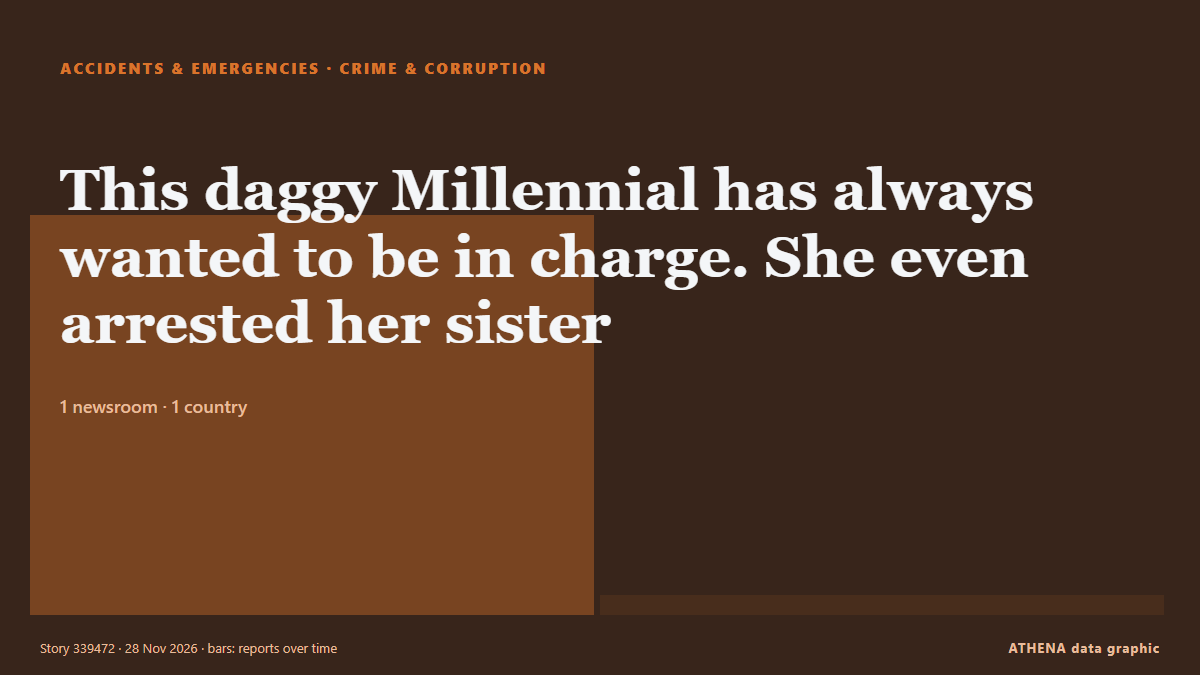 ACCIDENTS & EMERGENCIES · CRIME & CORRUPTION
This daggy Millennial has always
wanted to be in charge. She even
arrested her sister
1 newsroom · 1 country
Story 339472 · 28 Nov 2026 · bars: reports over time
ATHENA data graphic